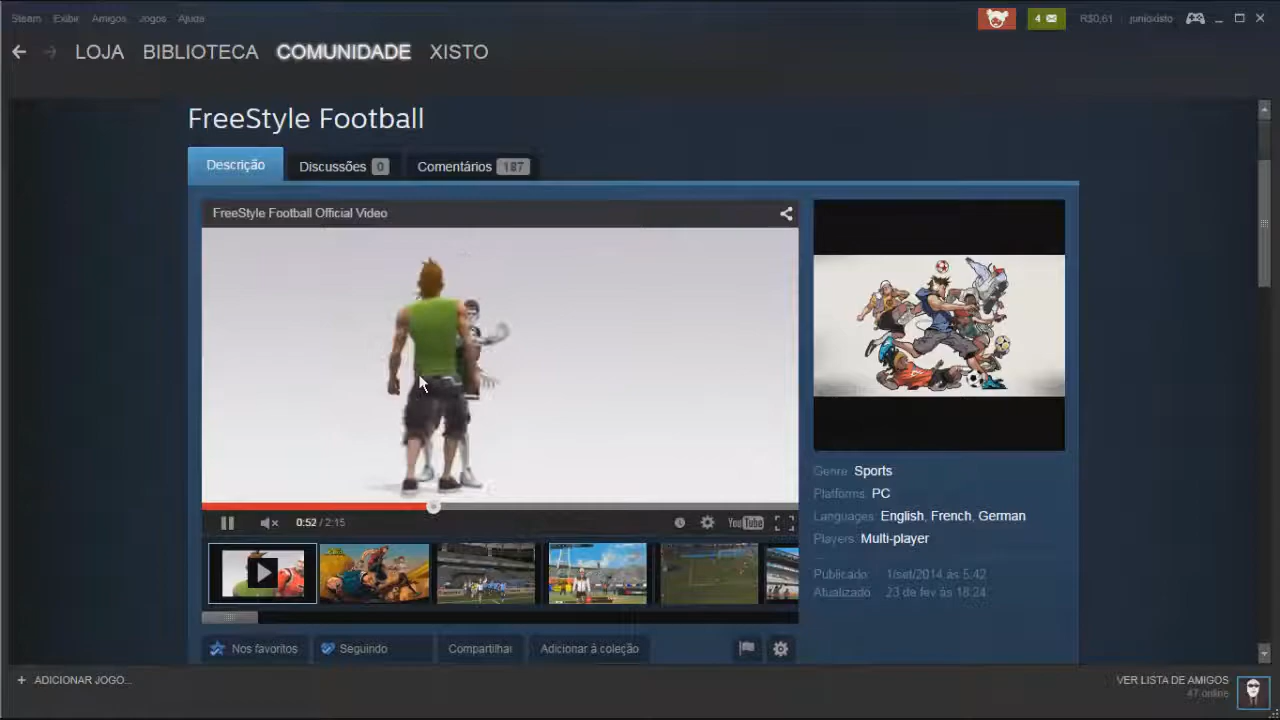 Steam Exibir Amigos Jogos Ajuda 4 R$0,61 junioxisto
LOJA BIBLIOTECA COMUNIDADE XISTO
FreeStyle Football
Descrição Discussões 0 Comentários 187
FreeStyle Football Official Video
Genre: Sports
Platforms: PC
Languages: English, French, German
Players: Multi-player
0:52 / 2:15 YouTube
Publicado 1/set/2014 às 5:42
Atualizado 23 de fev às 18:24
Nos favoritos Seguindo Compartilhar Adicionar à coleção
+ ADICIONAR JOGO... VER LISTA DE AMIGOS
47 online